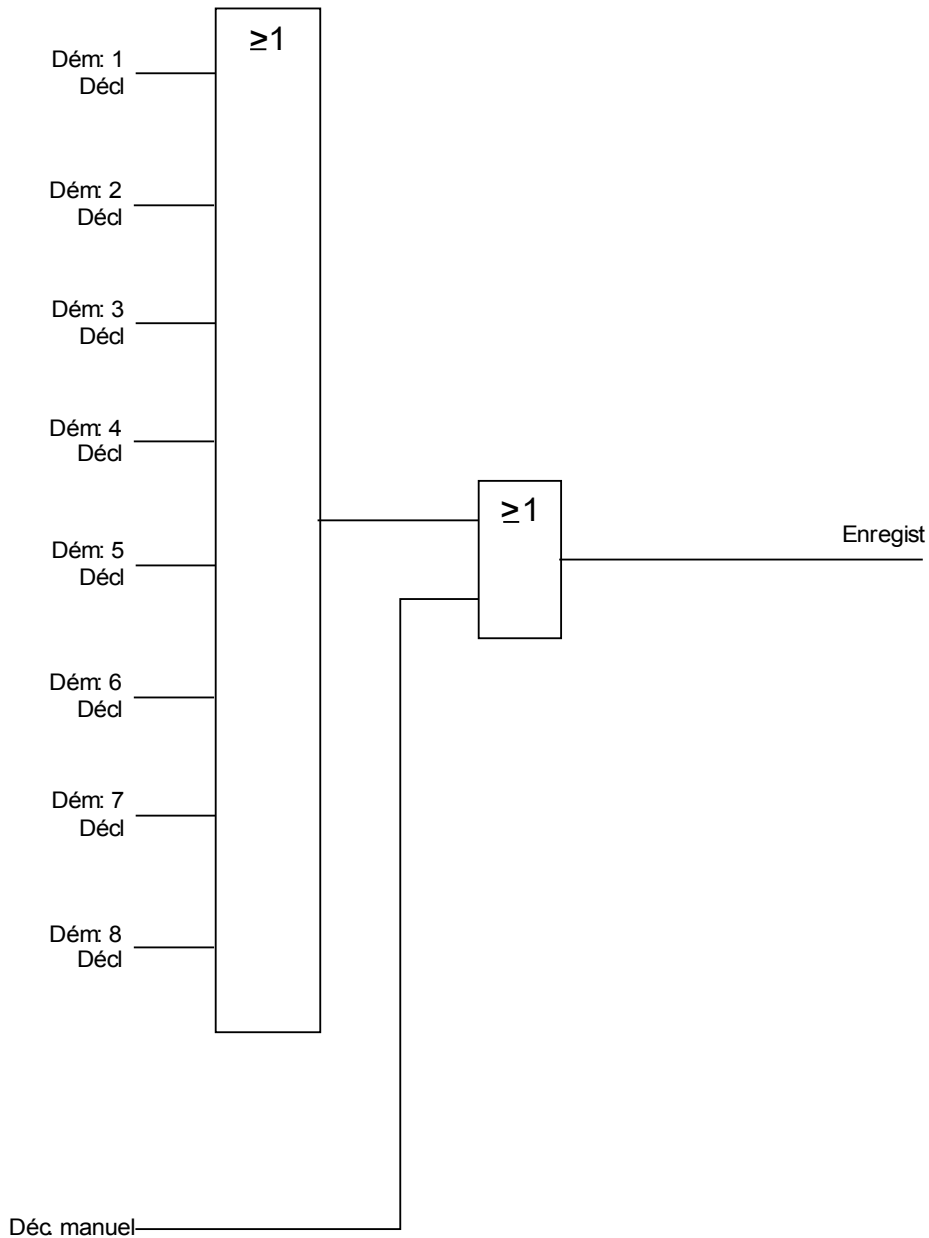 ≥1
Dém: 1
Décl
Dém: 2
Décl
Dém: 3
Décl
Dém: 4
Décl
≥1
Enregist
Dém: 5
Décl
Dém: 6
Décl
Dém: 7
Décl
Dém: 8
Décl
Déc. manuel